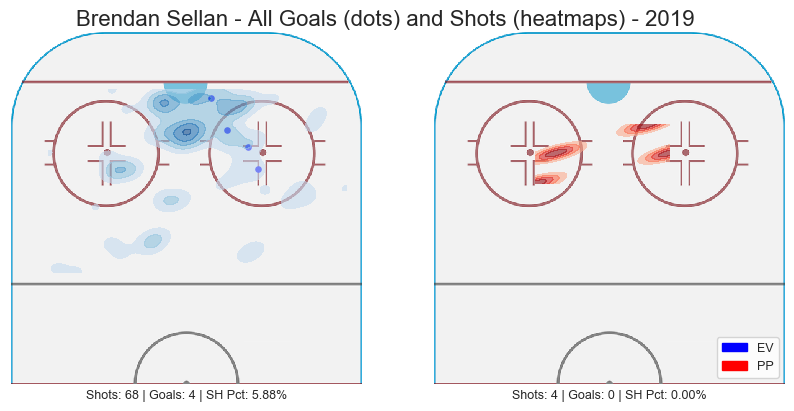 Brendan Sellan - All Goals (dots) and Shots (heatmaps) - 2019
EV
PP
Shots: 68 | Goals: 4 | SH Pct: 5.88%
Shots: 4 | Goals: 0 | SH Pct: 0.00%